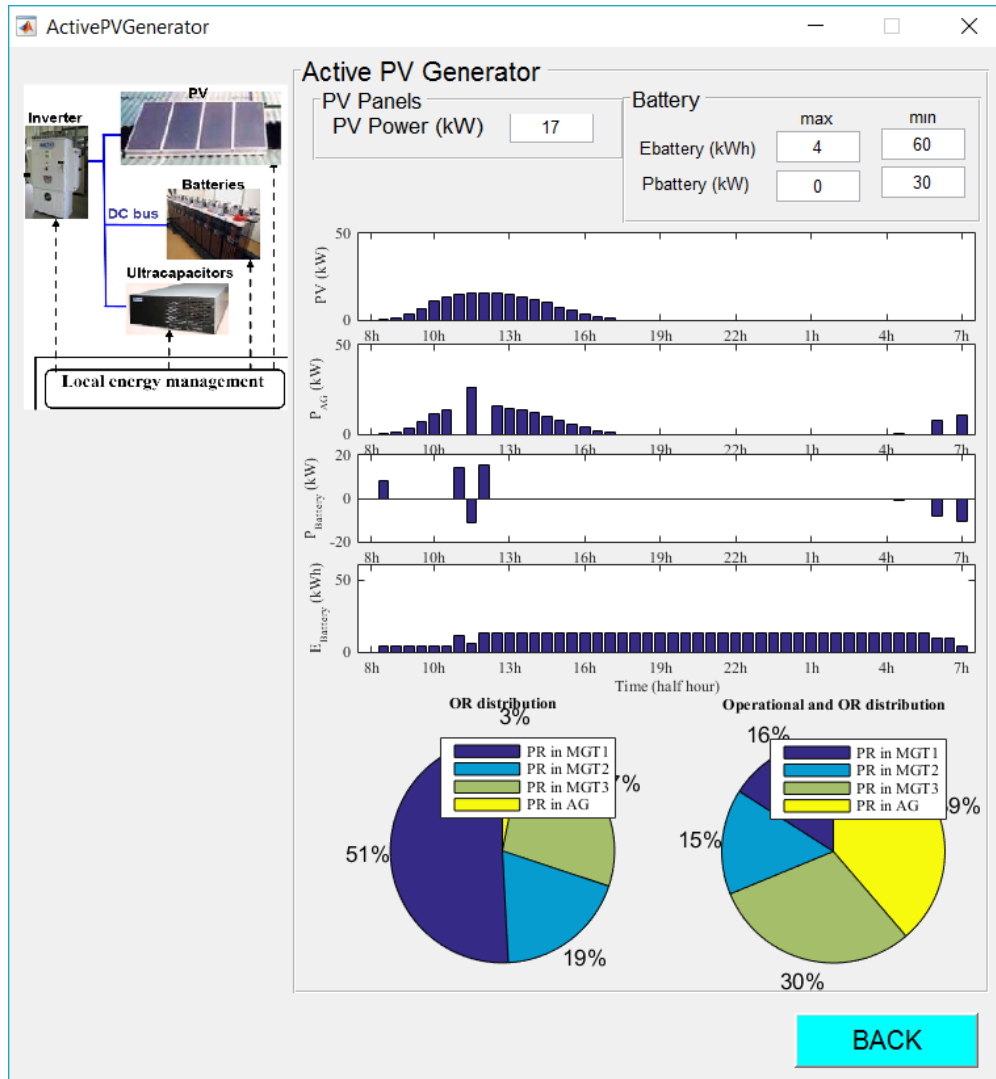 ActivePVGenerator
PV
Inverter
Batteries
DC bus
Ultracapacitors
Local energy management
Active PV Generator
PV Panels
PV Power (kW) 17
Battery
max min
Ebattery (kWh) 4 60
Pbattery (kW) 0 30
PV (kW)
50
0
8h 10h 13h 16h 19h 22h 1h 4h 7h
P_AG (kW)
50
0
8h 10h 13h 16h 19h 22h 1h 4h 7h
P_Battery (kW)
20
0
-20
8h 10h 13h 16h 19h 22h 1h 4h 7h
E_Battery (kWh)
50
0
8h 10h 13h 16h 19h 22h 1h 4h 7h
Time (half hour)
OR distribution
3%
PR in MGT1
PR in MGT2
PR in MGT3
PR in AG
7%
51%
19%
Operational and OR distribution
16%
PR in MGT1
PR in MGT2
PR in MGT3
PR in AG
9%
15%
30%
BACK